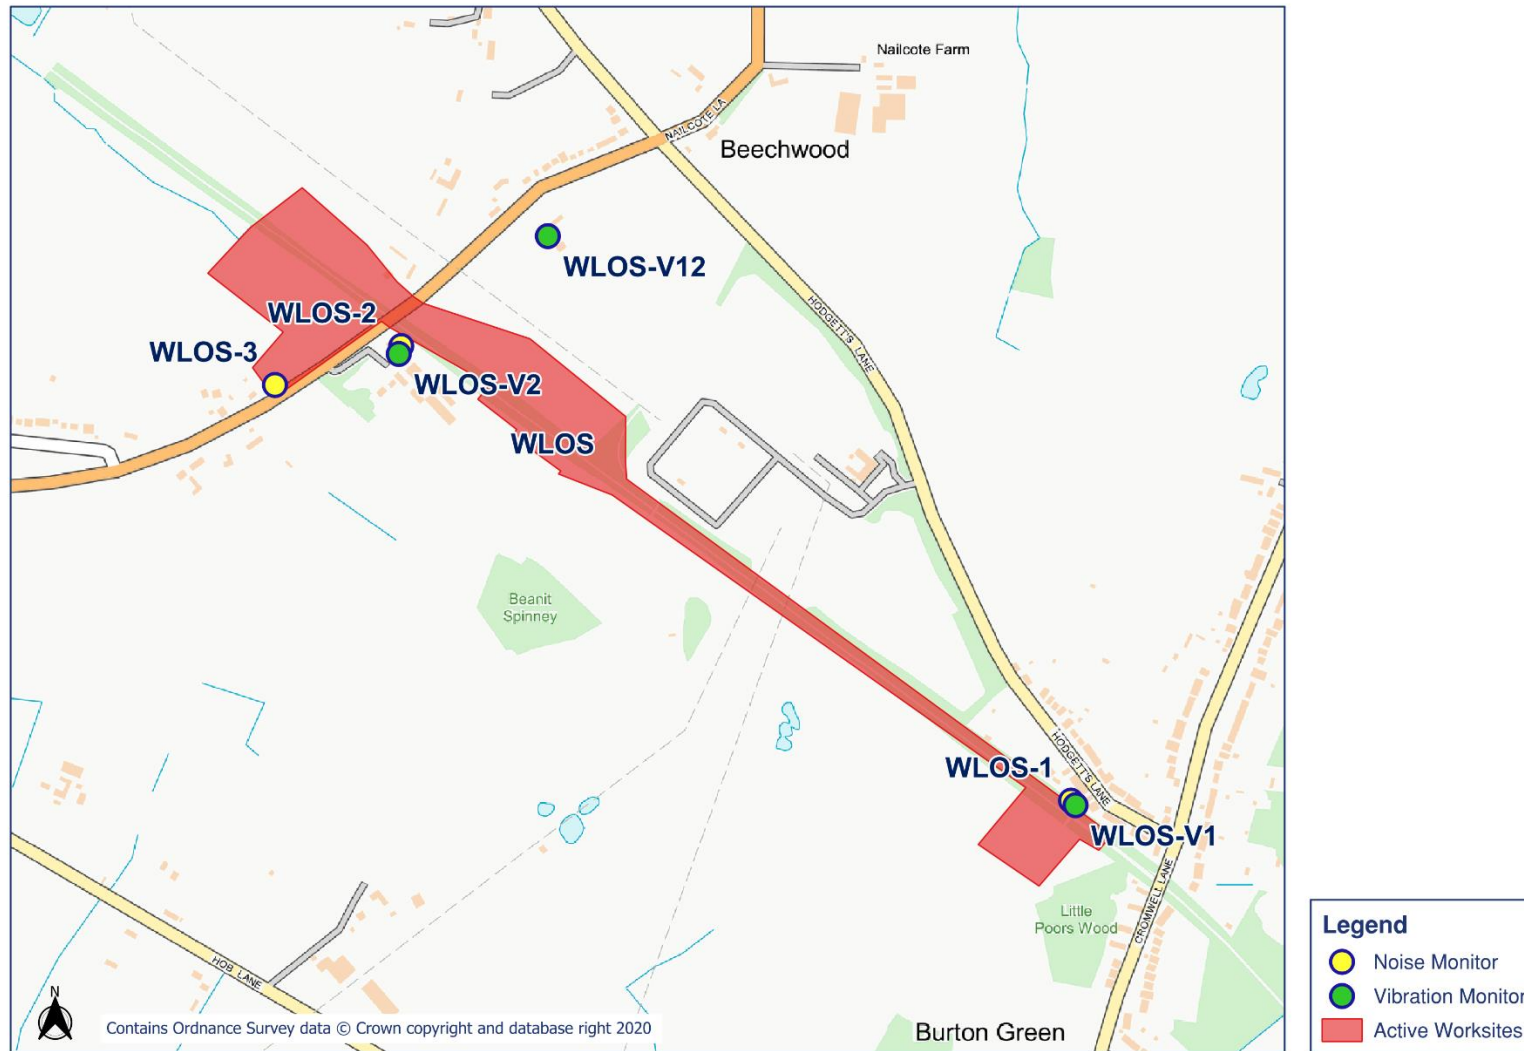 Nailcote Farm
NAILCOTE LA
Beechwood
WLOS-V12
WLOS-2
HODGETT'S LANE
WLOS-3
WLOS-V2
WLOS
Beanit
Spinney
HODGETT'S LANE
WLOS-1
WLOS-V1
CROMWELL LANE
Little
Poors Wood
HOB LANE
N
Contains Ordnance Survey data © Crown copyright and database right 2020
Burton Green
Legend
Noise Monitor
Vibration Monitor
Active Worksites